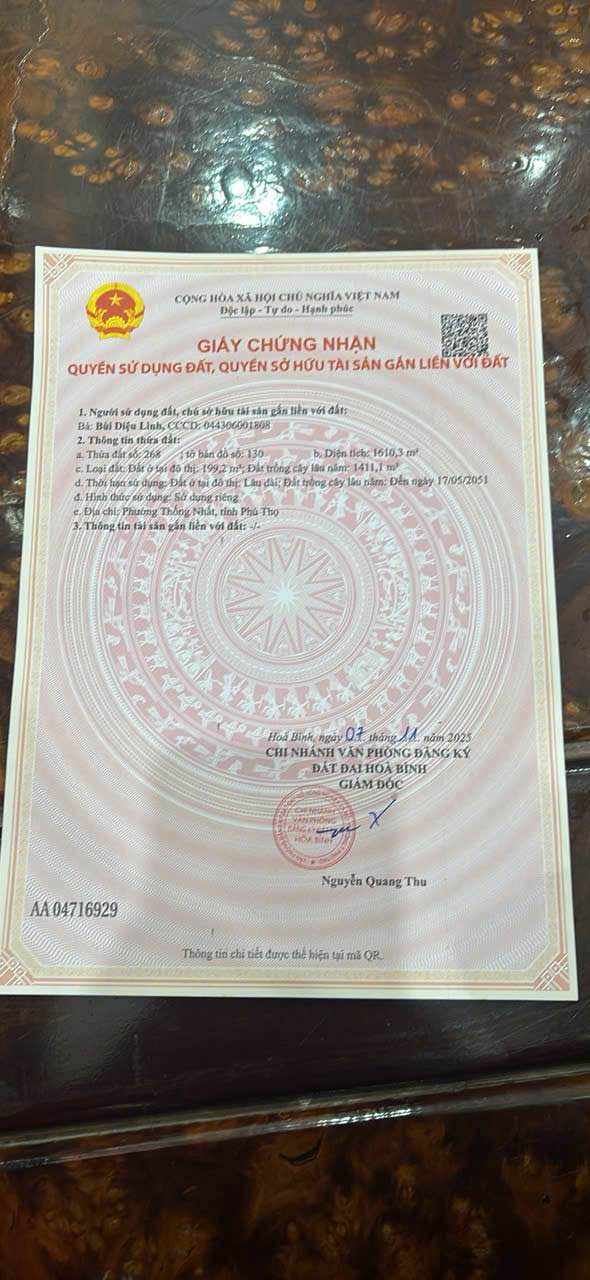 CỘNG HÒA XÃ HỘI CHỦ NGHĨA VIỆT NAM
Độc lập - Tự do - Hạnh phúc
GIẤY CHỨNG NHẬN
QUYỀN SỬ DỤNG ĐẤT, QUYỀN SỞ HỮU TÀI SẢN GẮN LIỀN VỚI ĐẤT
1. Người sử dụng đất, chủ sở hữu tài sản gắn liền với đất:
Bà: Bùi Diệu Linh, CCCD: 044306001808
2. Thông tin thửa đất:
a. Thửa đất số: 268 ; tờ bản đồ số: 130 b. Diện tích: 1610,3 m²
c. Loại đất: Đất ở tại đô thị: 199,2 m²; Đất trồng cây lâu năm: 1411,1 m²
d. Thời hạn sử dụng: Đất ở tại đô thị: Lâu dài; Đất trồng cây lâu năm: Đến ngày 17/05/2051
đ. Hình thức sử dụng: Sử dụng riêng
e. Địa chỉ: Phường Thống Nhất, tỉnh Phú Thọ
3. Thông tin tài sản gắn liền với đất: -/-
Hoà Bình, ngày 07 tháng 11 năm 2025
CHI NHÁNH VĂN PHÒNG ĐĂNG KÝ
ĐẤT ĐAI HOÀ BÌNH
GIÁM ĐỐC
CHI NHÁNH
VĂN PHÒNG
HÒA BÌNH
Nguyễn Quang Thu
AA 04716929
Thông tin chi tiết được thể hiện tại mã QR.